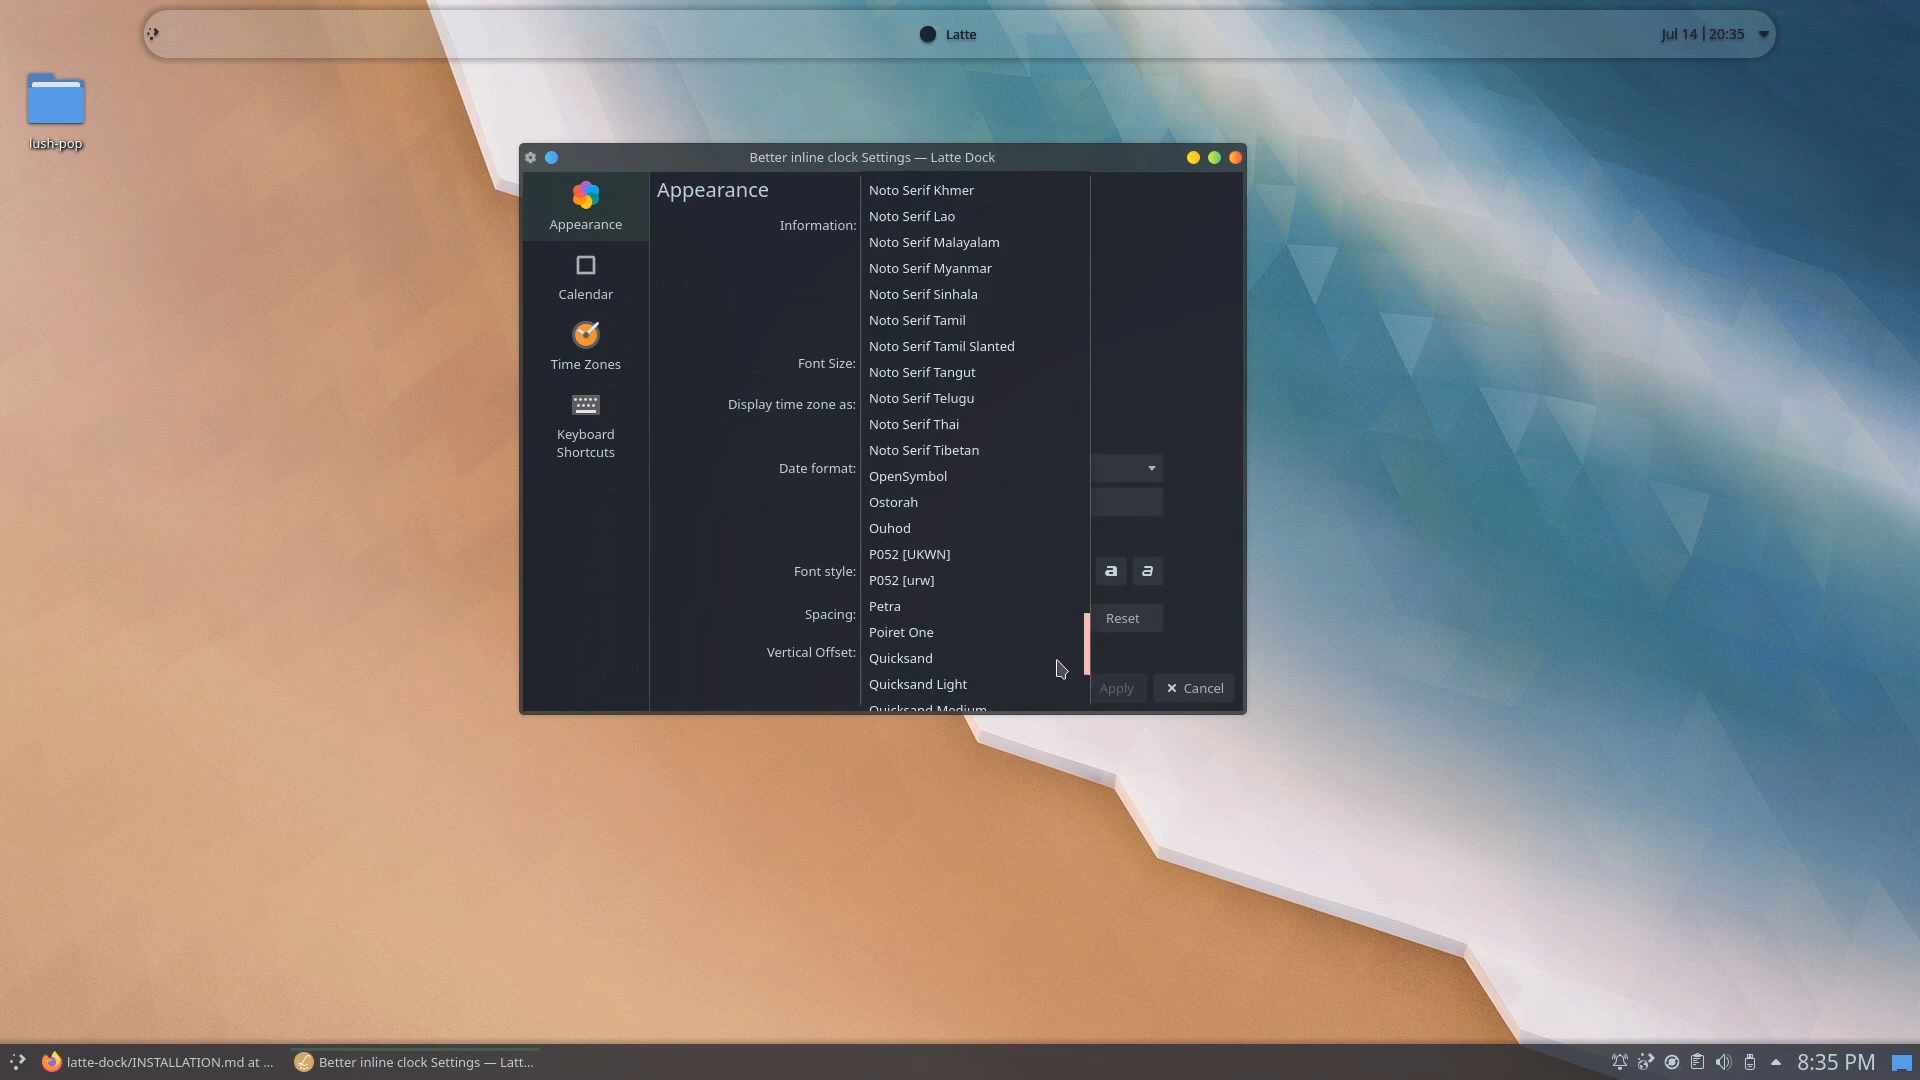 Latte
Jul 14 | 20:35
lush-pop
Better inline clock Settings — Latte Dock
Appearance
Calendar
Time Zones
Keyboard
Shortcuts
Appearance
Information:
Font Size:
Display time zone as:
Date format:
Font style:
Spacing:
Vertical Offset:
Noto Serif Khmer
Noto Serif Lao
Noto Serif Malayalam
Noto Serif Myanmar
Noto Serif Sinhala
Noto Serif Tamil
Noto Serif Tamil Slanted
Noto Serif Tangut
Noto Serif Telugu
Noto Serif Thai
Noto Serif Tibetan
OpenSymbol
Ostorah
Ouhod
P052 [UKWN]
P052 [urw]
Petra
Poiret One
Quicksand
Quicksand Light
Quicksand Medium
a a
Reset
Apply
Cancel
latte-dock/INSTALLATION.md at ...
Better inline clock Settings — Latt...
8:35 PM